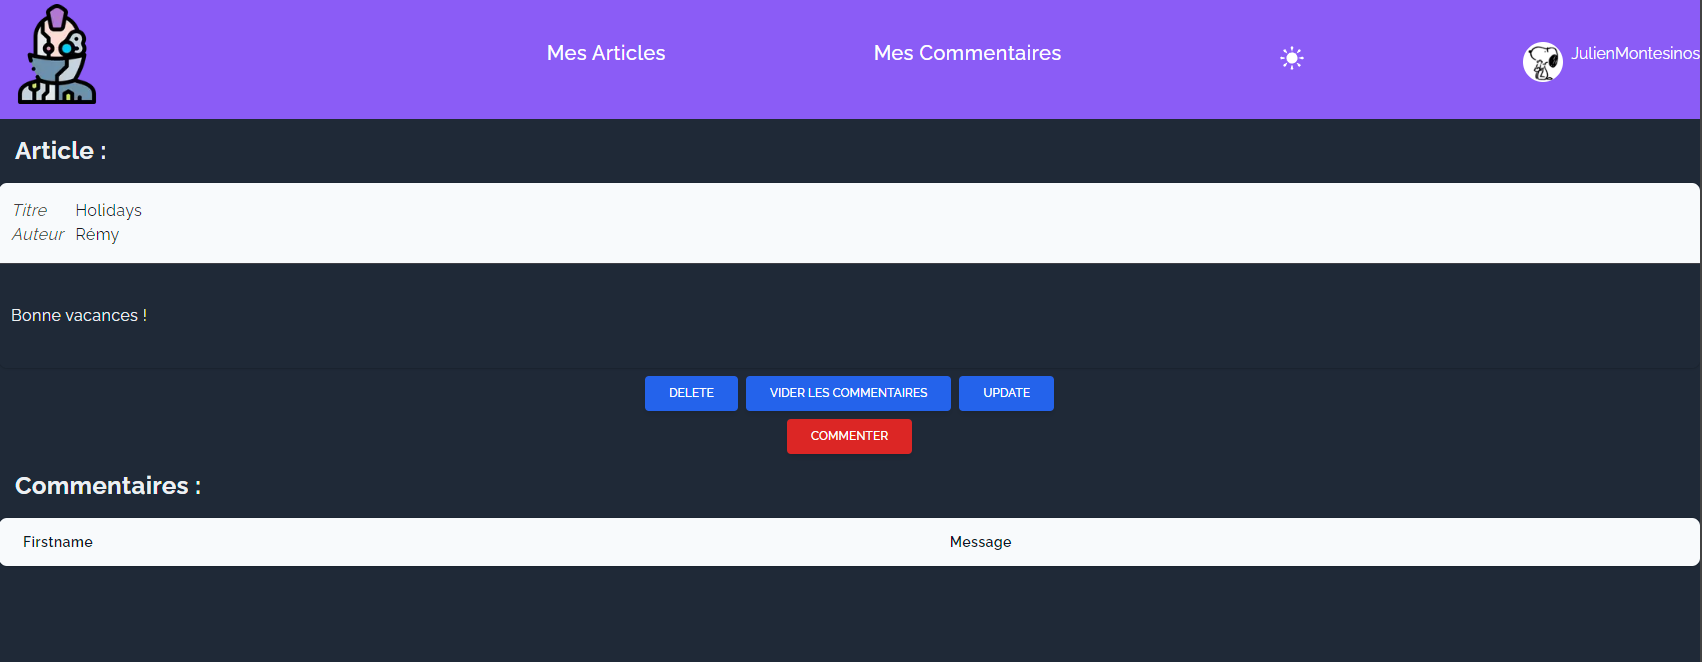 Mes Articles Mes Commentaires JulienMontesinos
Article :
Titre Holidays
Auteur Rémy
Bonne vacances !
DELETE VIDER LES COMMENTAIRES UPDATE
COMMENTER
Commentaires :
Firstname Message